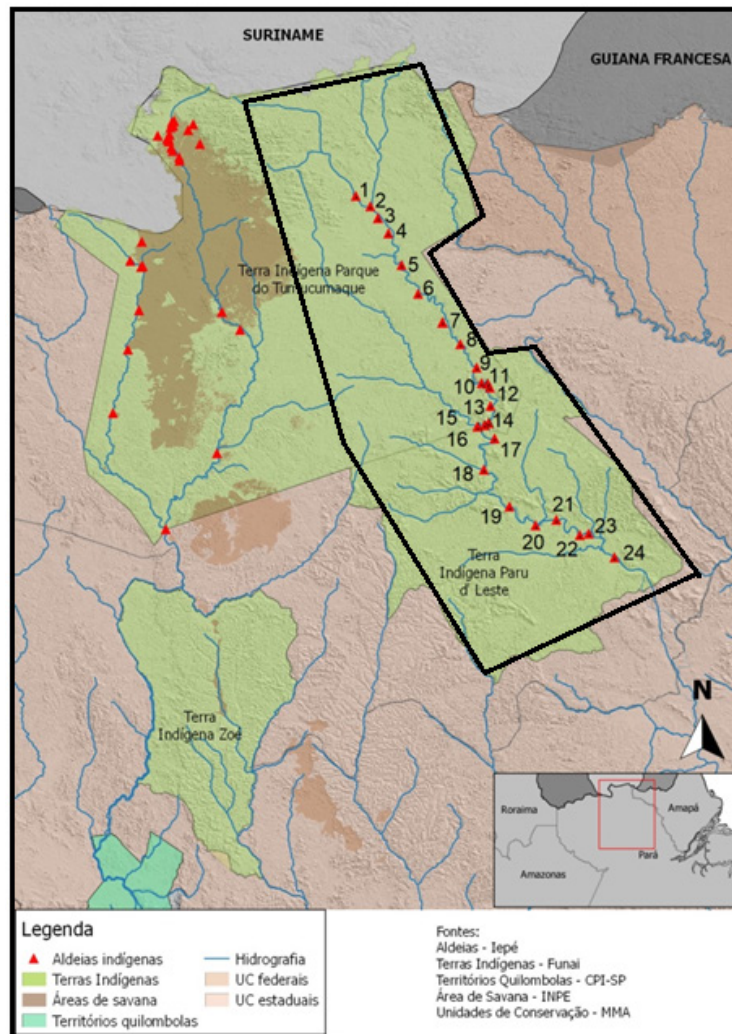 SURINAME
GUIANA FRANCESA
1
2
3
4
5
Terra Indígena Parque
do Tumucumaque
6
7
8
9
10
11
12
13
14
15
16
17
18
19
20
21
22
23
24
Terra
Indígena Paru
d' Leste
Terra
Indígena Zoé
N
Roraima
Amapá
Pará
Amazonas
Legenda
Aldeias indígenas
Hidrografia
Terras Indígenas
UC federais
Áreas de savana
UC estaduais
Territórios quilombolas
Fontes:
Aldeias - Iepé
Terras Indígenas - Funai
Territórios Quilombolas - CPI-SP
Área de Savana - INPE
Unidades de Conservação - MMA